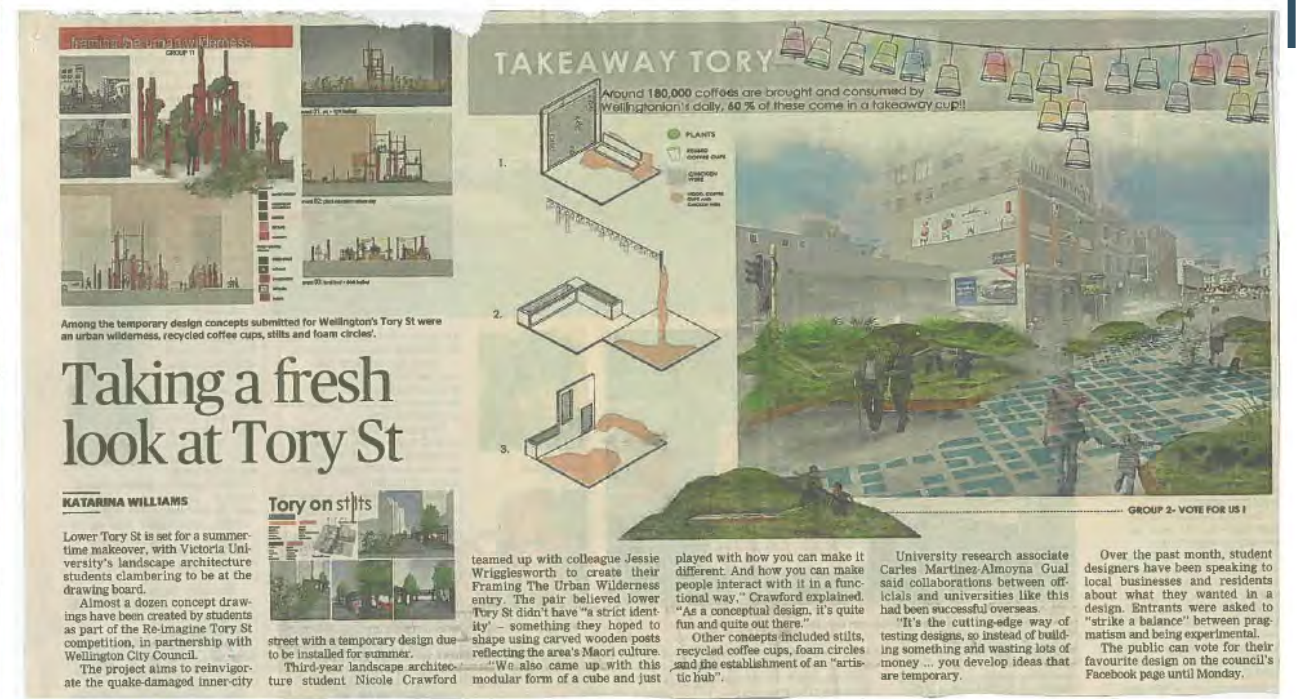 framing the urban wilderness
GROUP 11
Among the temporary design concepts submitted for Wellington's Tory St were
an urban wilderness, recycled coffee cups, stilts and foam circles'.
Taking a fresh
look at Tory St
KATARINA WILLIAMS
Lower Tory St is set for a summer-
time makeover, with Victoria Uni-
versity's landscape architecture
students clambering to be at the
drawing board.
Almost a dozen concept draw-
ings have been created by students
as part of the Re-imagine Tory St
competition, in partnership with
Wellington City Council.
The project aims to reinvigor-
ate the quake-damaged inner-city
Tory on stilts
street with a temporary design due
to be installed for summer.
Third-year landscape architec-
ture student Nicole Crawford
TAKEAWAY TORY
Around 180,000 coffees are brought and consumed by
Wellingtonian's daily, 60 % of these come in a takeaway cup!!
1.
PLANTS
COFFEE CUPS
CHICKEN
WIRE
2.
3.
GROUP 2- VOTE FOR US !
teamed up with colleague Jessie
Wrigglesworth to create their
Framing The Urban Wilderness
entry. The pair believed lower
Tory St didn't have "a strict ident-
ity' – something they hoped to
shape using carved wooden posts
reflecting the area's Maori culture.
"We also came up with this
modular form of a cube and just
played with how you can make it
different. And how you can make
people interact with it in a func-
tional way," Crawford explained.
"As a conceptual design, it's quite
fun and quite out there."
Other concepts included stilts,
recycled coffee cups, foam circles
and the establishment of an "artis-
tic hub".
University research associate
Carles Martinez-Almoyna Gual
said collaborations between off-
icials and universities like this
had been successful overseas.
"It's the cutting-edge way of
testing designs, so instead of build-
ing something and wasting lots of
money ... you develop ideas that
are temporary.
Over the past month, student
designers have been speaking to
local businesses and residents
about what they wanted in a
design. Entrants were asked to
"strike a balance" between prag-
matism and being experimental.
The public can vote for their
favourite design on the council's
Facebook page until Monday.